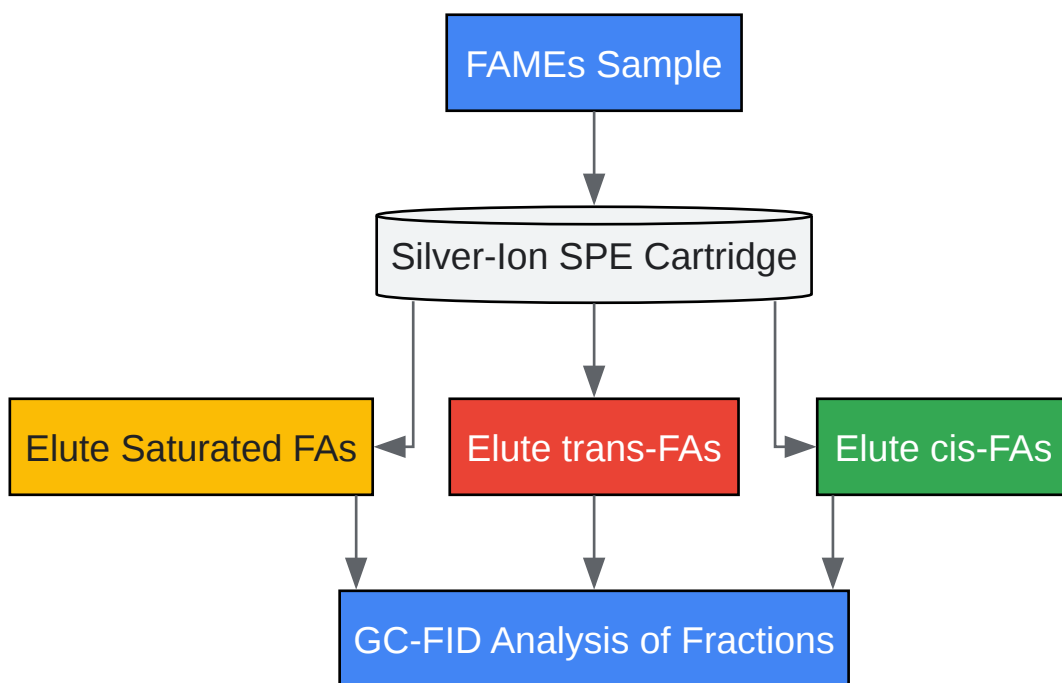 FAMEs Sample
Silver-Ion SPE Cartridge
Elute Saturated FAs
Elute trans-FAs
Elute cis-FAs
GC-FID Analysis of Fractions